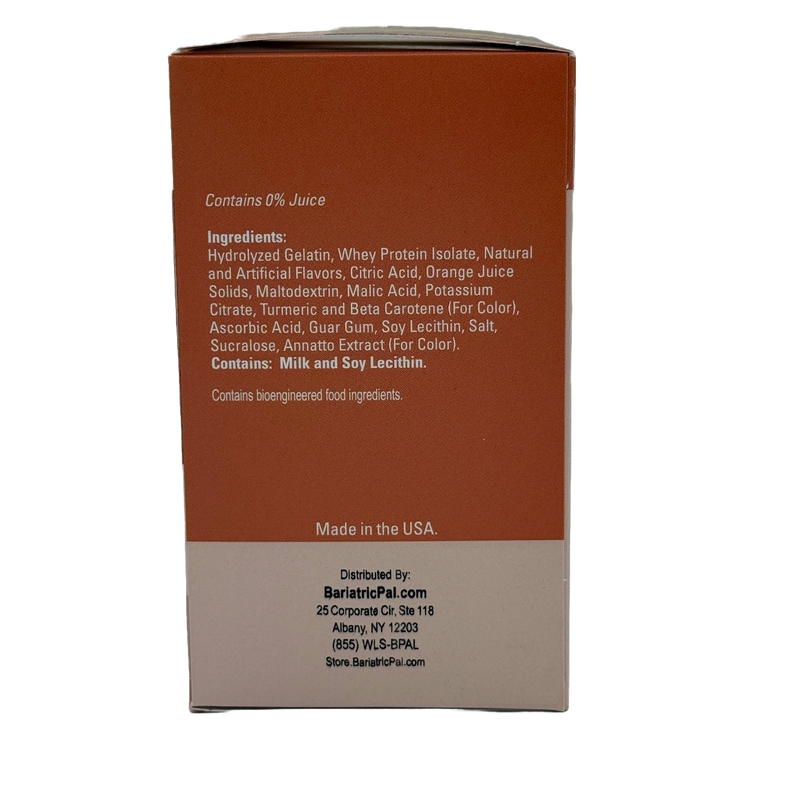 Contains 0% Juice
Ingredients:
Hydrolyzed Gelatin, Whey Protein Isolate, Natural
and Artificial Flavors, Citric Acid, Orange Juice
Solids, Maltodextrin, Malic Acid, Potassium
Citrate, Turmeric and Beta Carotene (For Color),
Ascorbic Acid, Guar Gum, Soy Lecithin, Salt,
Sucralose, Annatto Extract (For Color).
Contains: Milk and Soy Lecithin.
Contains bioengineered food ingredients.
Made in the USA.
Distributed By:
BariatricPal.com
25 Corporate Cir, Ste 118
Albany, NY 12203
(855) WLS-BPAL
Store.BariatricPal.com